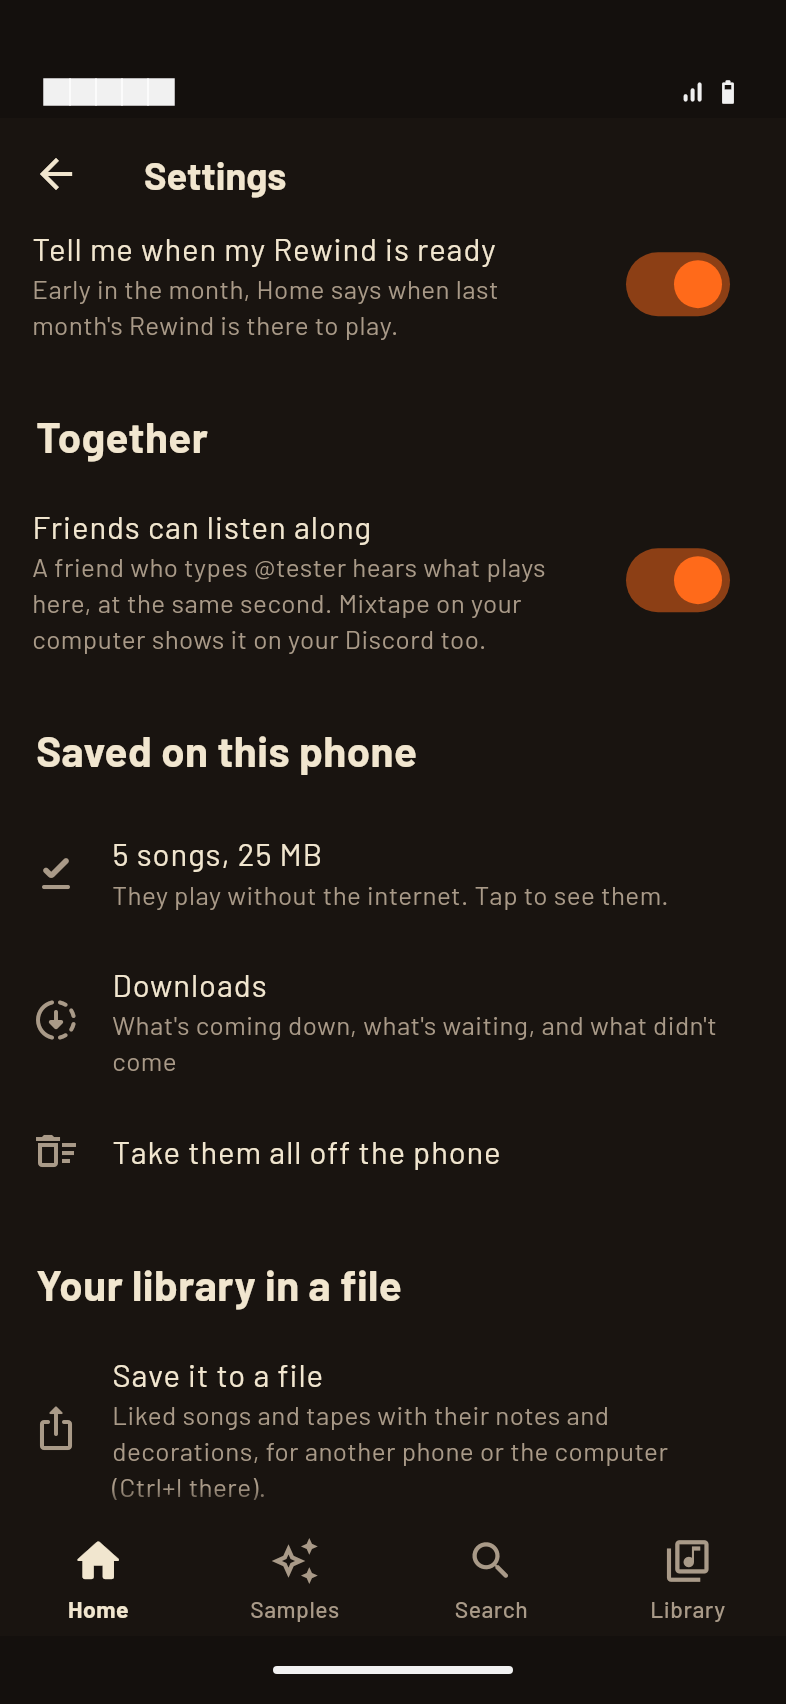 Settings
Tell me when my Rewind is ready
Early in the month, Home says when last
month's Rewind is there to play.
Together
Friends can listen along
A friend who types @tester hears what plays
here, at the same second. Mixtape on your
computer shows it on your Discord too.
Saved on this phone
5 songs, 25 MB
They play without the internet. Tap to see them.
Downloads
What's coming down, what's waiting, and what didn't
come
Take them all off the phone
Your library in a file
Save it to a file
Liked songs and tapes with their notes and
decorations, for another phone or the computer
(Ctrl+I there).
Home
Samples
Search
Library